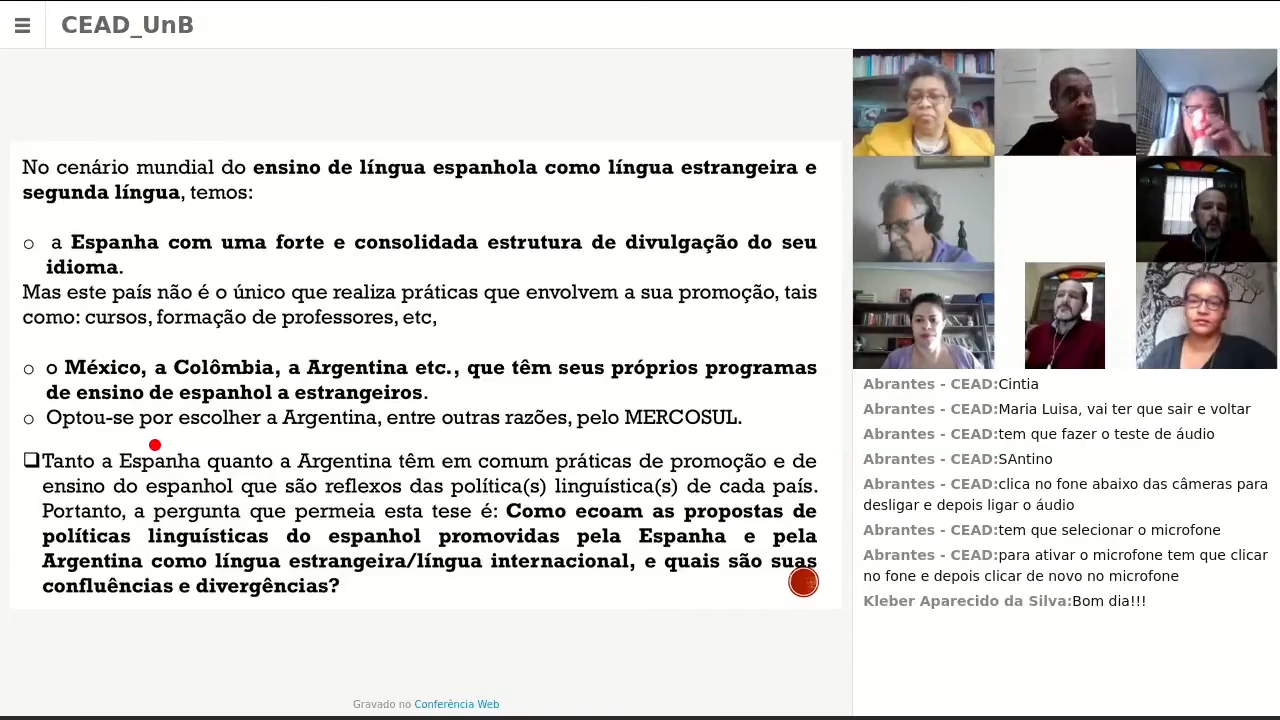 CEAD_UnB
No cenário mundial do ensino de língua espanhola como língua estrangeira e
segunda língua, temos:
o a Espanha com uma forte e consolidada estrutura de divulgação do seu
idioma.
Mas este país não é o único que realiza práticas que envolvem a sua promoção, tais
como: cursos, formação de professores, etc,
o o México, a Colômbia, a Argentina etc., que têm seus próprios programas
de ensino de espanhol a estrangeiros.
o Optou-se por escolher a Argentina, entre outras razões, pelo MERCOSUL.
❑Tanto a Espanha quanto a Argentina têm em comum práticas de promoção e de
ensino do espanhol que são reflexos das política(s) linguística(s) de cada país.
Portanto, a pergunta que permeia esta tese é: Como ecoam as propostas de
políticas linguísticas do espanhol promovidas pela Espanha e pela
Argentina como língua estrangeira/língua internacional, e quais são suas
confluências e divergências?
Gravado no Conferência Web
Abrantes - CEAD:Cintia
Abrantes - CEAD:Maria Luisa, vai ter que sair e voltar
Abrantes - CEAD:tem que fazer o teste de áudio
Abrantes - CEAD:SAntino
Abrantes - CEAD:clica no fone abaixo das câmeras para
desligar e depois ligar o áudio
Abrantes - CEAD:tem que selecionar o microfone
Abrantes - CEAD:para ativar o microfone tem que clicar
no fone e depois clicar de novo no microfone
Kleber Aparecido da Silva:Bom dia!!!